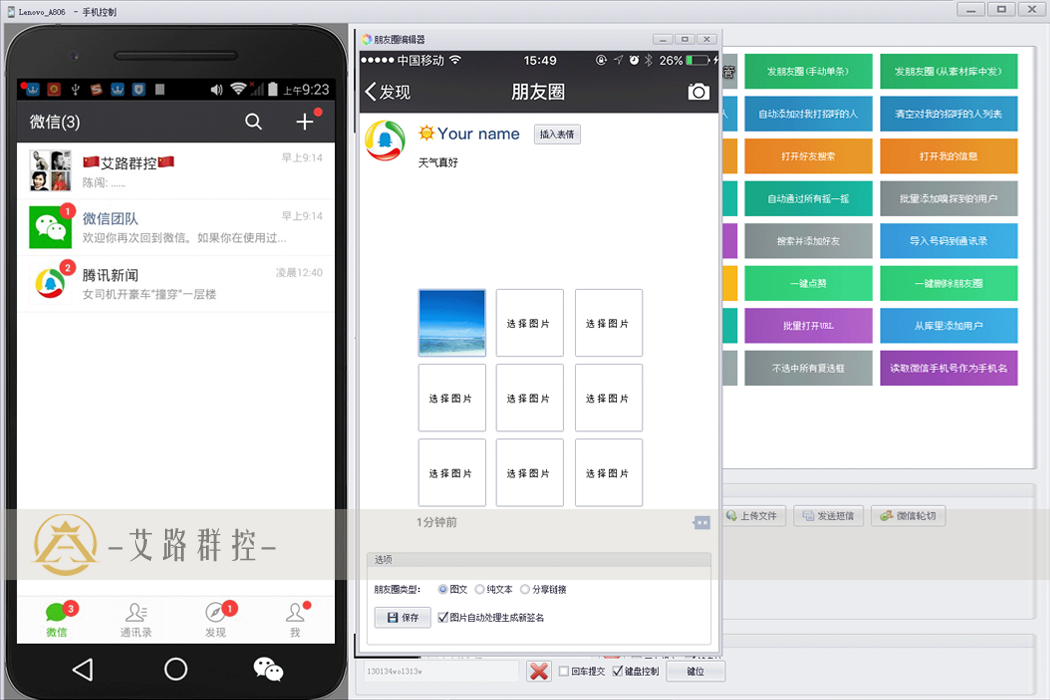 Lenovo_A806 - 手机控制
上午9:23
微信(3)
艾路群控
早上9:14
陈闯: ......
1
微信团队
早上9:14
欢迎你再次回到微信。如果你在使用过...
2
腾讯新闻
凌晨12:40
女司机开豪车“撞穿”一层楼
-艾路群控-
3
微信
通讯录
1
发现
我
朋友圈编辑器
中国移动
15:49
26%
发现
朋友圈
Your name
插入表情
天气真好
选择图片
选择图片
选择图片
选择图片
选择图片
选择图片
选择图片
选择图片
1分钟前
选项
朋友圈类型:
图文
纯文本
分享链接
保存
图片自动处理生成新签名
管
发朋友圈(手动单条)
发朋友圈(从素材库中发)
人
自动添加对我打招呼的人
清空对我的招呼的人列表
打开好友搜索
打开我的信息
自动通过所有摇一摇
批量添加嗅探到的用户
搜索并添加好友
导入号码到通讯录
一键点赞
一键删除朋友圈
批量打开URL
从库里添加用户
不选中所有复选框
读取微信手机号作为手机名
上传文件
发送短信
微信轮切
130134wo1313w
回车提交
键盘控制
键位